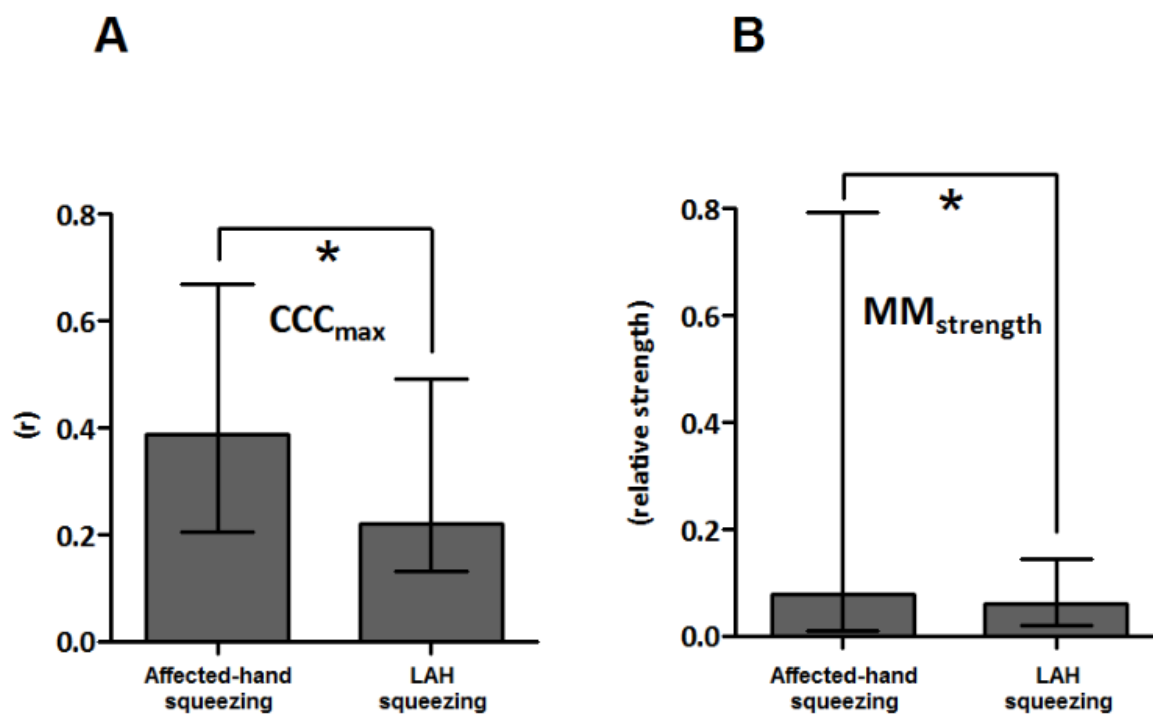 A
0.8
0.6
0.4
0.2
0.0
(r)
*
CCCmax
Affected-hand
squeezing
LAH
squeezing
B
0.8
0.6
0.4
0.2
0.0
(relative strength)
*
MMstrength
Affected-hand
squeezing
LAH
squeezing